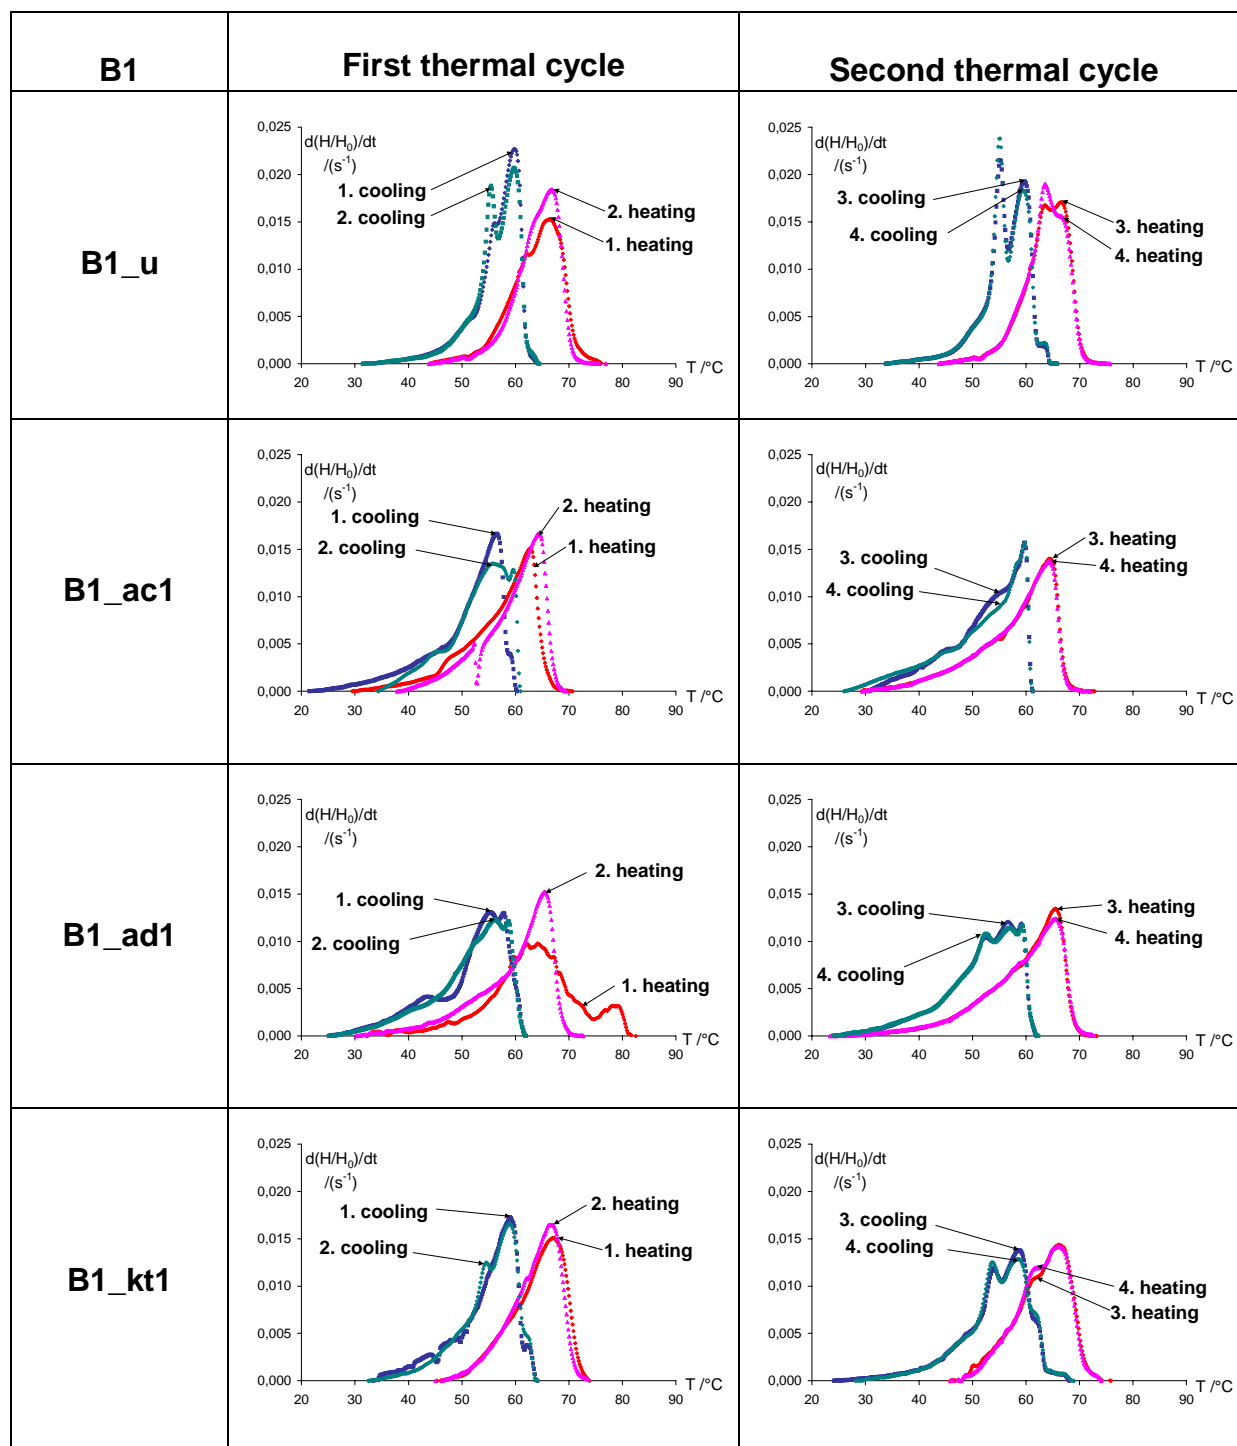 B1
First thermal cycle
Second thermal cycle
B1_u
0,025
0,020
0,015
0,010
0,005
0,000
d(H/H₀)/dt
/(s⁻¹)
1. cooling
2. cooling
2. heating
1. heating
T /°C
20 30 40 50 60 70 80 90
0,025
0,020
0,015
0,010
0,005
0,000
d(H/H₀)/dt
/(s⁻¹)
3. cooling
4. cooling
3. heating
4. heating
T /°C
20 30 40 50 60 70 80 90
B1_ac1
0,025
0,020
0,015
0,010
0,005
0,000
d(H/H₀)/dt
/(s⁻¹)
1. cooling
2. cooling
2. heating
1. heating
T /°C
20 30 40 50 60 70 80 90
0,025
0,020
0,015
0,010
0,005
0,000
d(H/H₀)/dt
/(s⁻¹)
3. cooling
4. cooling
3. heating
4. heating
T /°C
20 30 40 50 60 70 80 90
B1_ad1
0,025
0,020
0,015
0,010
0,005
0,000
d(H/H₀)/dt
/(s⁻¹)
1. cooling
2. cooling
2. heating
1. heating
T /°C
20 30 40 50 60 70 80 90
0,025
0,020
0,015
0,010
0,005
0,000
d(H/H₀)/dt
/(s⁻¹)
3. cooling
4. cooling
3. heating
4. heating
T /°C
20 30 40 50 60 70 80 90
B1_kt1
0,025
0,020
0,015
0,010
0,005
0,000
d(H/H₀)/dt
/(s⁻¹)
1. cooling
2. cooling
2. heating
1. heating
T /°C
20 30 40 50 60 70 80 90
0,025
0,020
0,015
0,010
0,005
0,000
d(H/H₀)/dt
/(s⁻¹)
3. cooling
4. cooling
4. heating
3. heating
T /°C
20 30 40 50 60 70 80 90